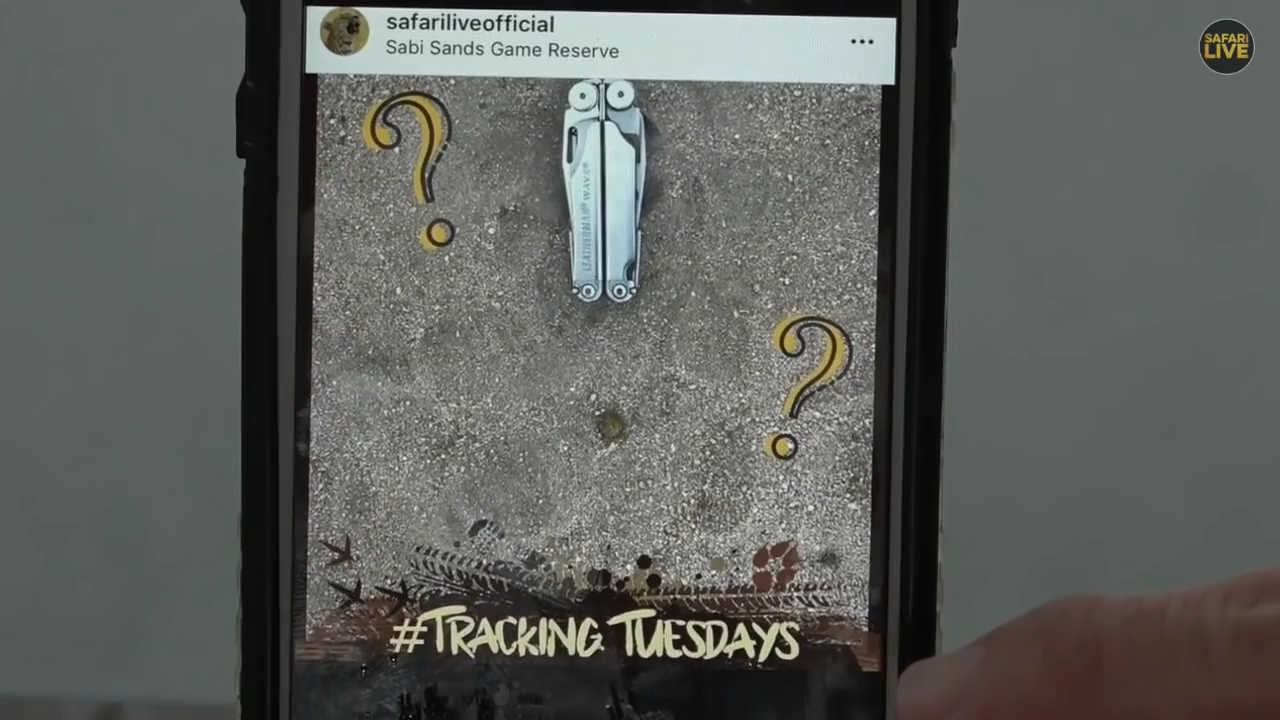 safariliveofficial
Sabi Sands Game Reserve
SAFARI
LIVE
?
LEATHERMAN® WAVE®
?
#TRACKING TUESDAYS